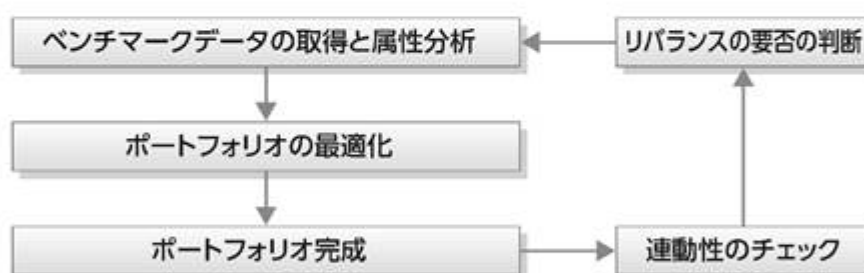 ベンチマークデータの取得と属性分析
リバランスの要否の判断
ポートフォリオの最適化
ポートフォリオ完成
連動性のチェック